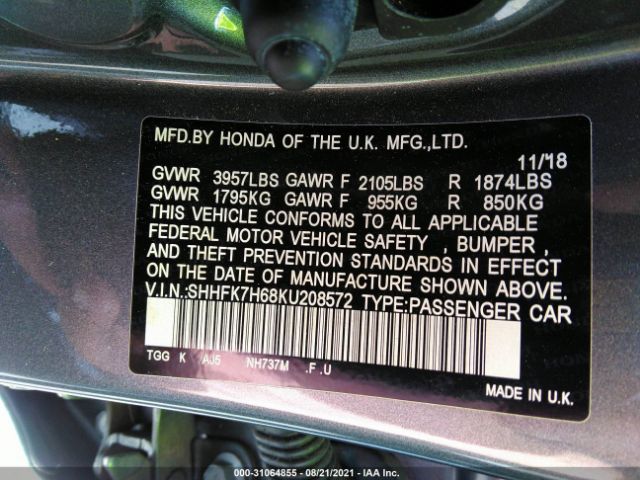 MFD.BY HONDA OF THE U.K. MFG.,LTD.
11/18
GVWR 3957LBS GAWR F 2105LBS R 1874LBS
GVWR 1795KG GAWR F 955KG R 850KG
THIS VEHICLE CONFORMS TO ALL APPLICABLE
FEDERAL MOTOR VEHICLE SAFETY , BUMPER ,
AND THEFT PREVENTION STANDARDS IN EFFECT
ON THE DATE OF MANUFACTURE SHOWN ABOVE.
V.I.N.:SHHFK7H68KU208572 TYPE:PASSENGER CAR
TGG K AJ5 NH737M .F .U
MADE IN U.K.
000-31064855 - 08/21/2021 - IAA Inc.